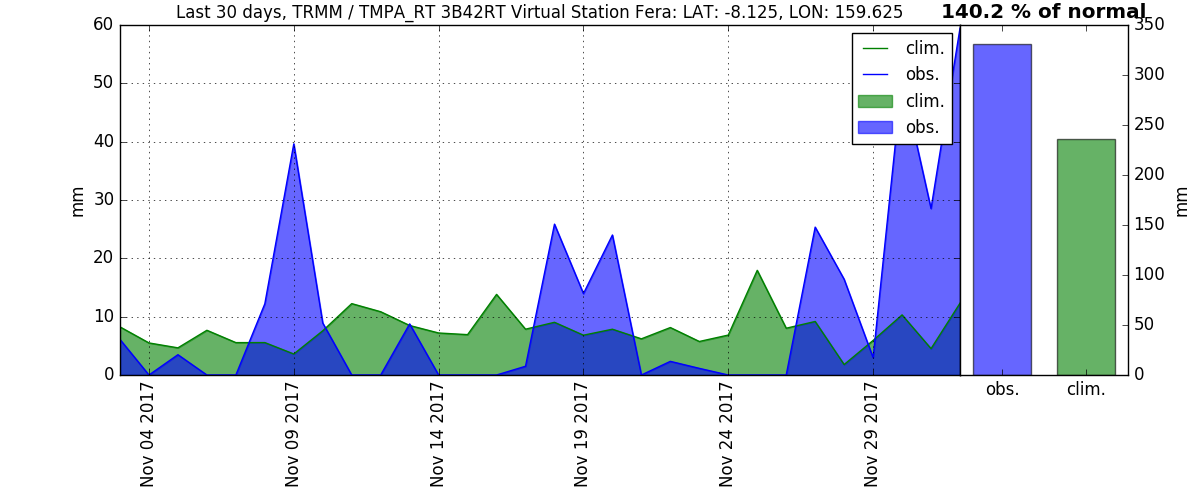 Last 30 days, TRMM / TMPA_RT 3B42RT Virtual Station Fera: LAT: -8.125, LON: 159.625
140.2 % of normal
60
50
40
30
20
10
0
mm
clim.
obs.
clim.
obs.
Nov 04 2017
Nov 09 2017
Nov 14 2017
Nov 19 2017
Nov 24 2017
Nov 29 2017
350
300
250
200
150
100
50
0
mm
obs.
clim.